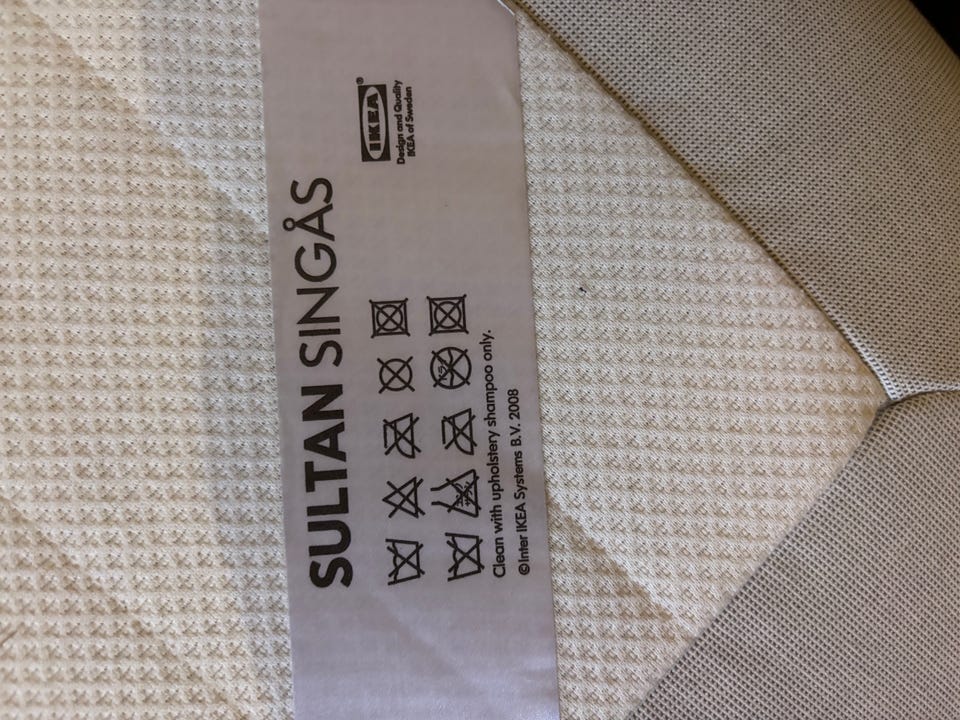 SULTAN SINGÅS
IKEA®
Design and Quality
IKEA of Sweden
Clean with upholstery shampoo only.
©Inter IKEA Systems B.V. 2008